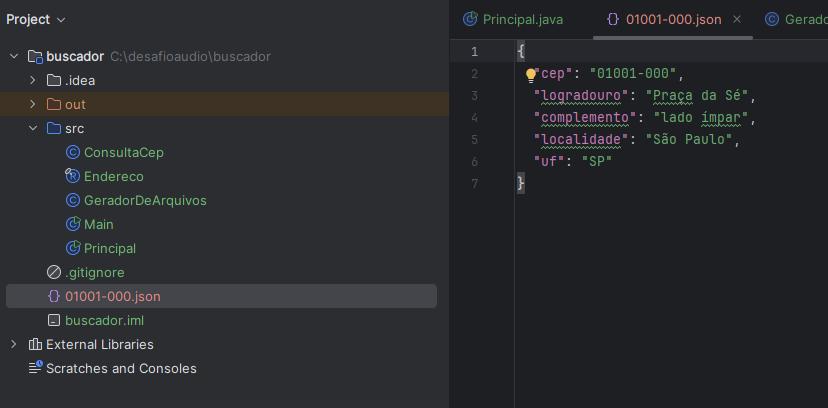 Project
buscador C:\desafioaudio\buscador
.idea
out
src
ConsultaCep
Endereco
GeradorDeArquivos
Main
Principal
.gitignore
01001-000.json
buscador.iml
External Libraries
Scratches and Consoles
Principal.java 01001-000.json Gerado
1 {
2 "cep": "01001-000",
3 "logradouro": "Praça da Sé",
4 "complemento": "lado ímpar",
5 "localidade": "São Paulo",
6 "uf": "SP"
7 }